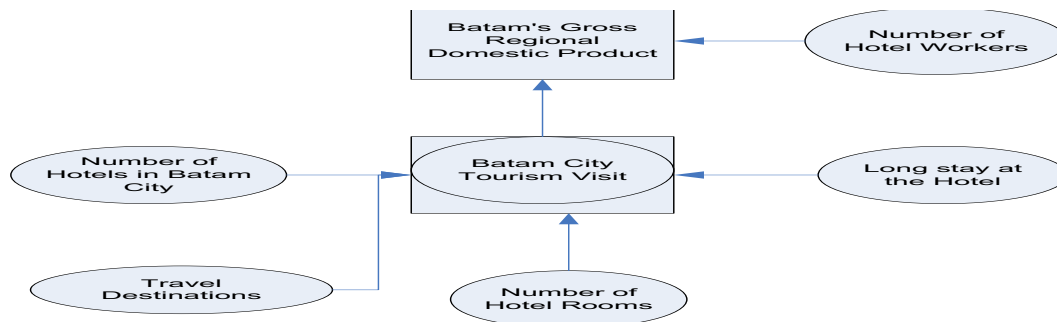 Batam's Gross
Regional
Domestic Product
Number of
Hotel Workers
Number of
Hotels in Batam
City
Batam City
Tourism Visit
Long stay at
the Hotel
Travel
Destinations
Number of
Hotel Rooms